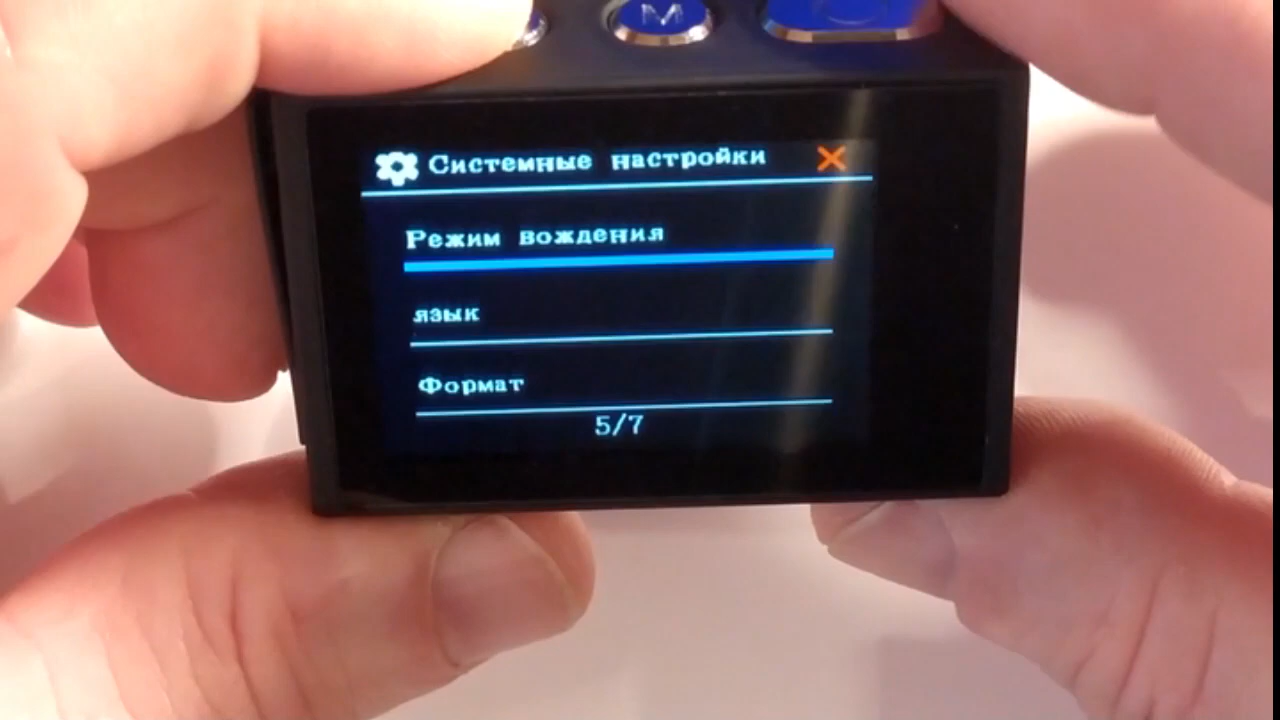 M
Системные настройки
Режим вождения
язык
Формат
5/7